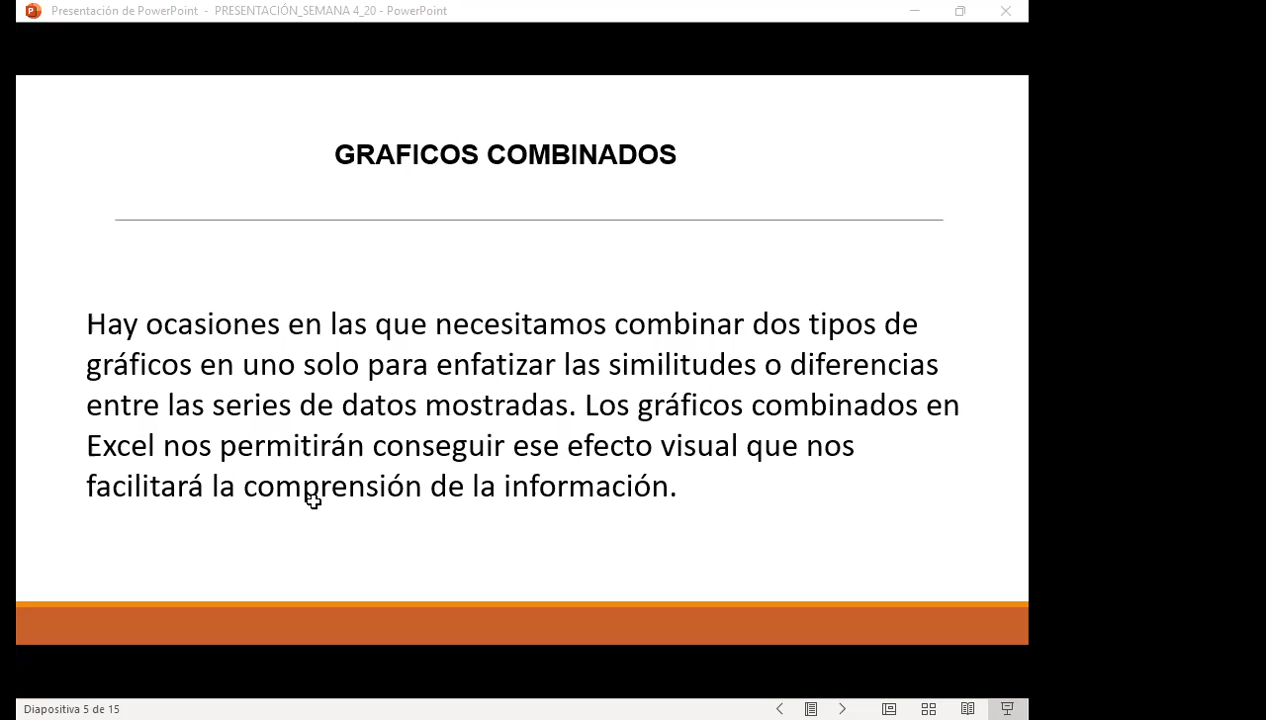 Presentación de PowerPoint - PRESENTACIÓN_SEMANA 4_20 - PowerPoint
GRAFICOS COMBINADOS
Hay ocasiones en las que necesitamos combinar dos tipos de
gráficos en uno solo para enfatizar las similitudes o diferencias
entre las series de datos mostradas. Los gráficos combinados en
Excel nos permitirán conseguir ese efecto visual que nos
facilitará la comprensión de la información.
Diapositiva 5 de 15